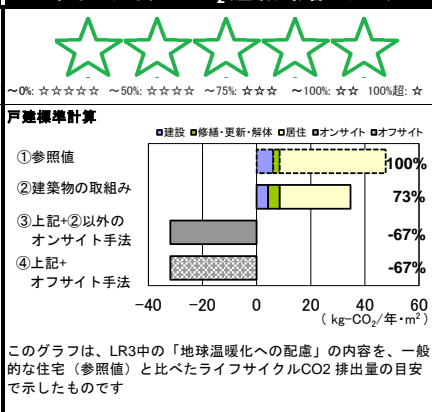 ～0%: ☆☆☆☆☆ ～50%: ☆☆☆☆ ～75%: ☆☆☆ ～100%: ☆☆ 100%超: ☆
戸建標準計算
■建設 ■修繕・更新・解体 □居住 ■オンサイト ■オフサイト
①参照値
100%
②建築物の取組み
73%
③上記+②以外の
オンサイト手法
-67%
④上記+
オフサイト手法
-67%
-40 -20 0 20 40 60
( kg-CO2/年・m2 )
このグラフは、LR3中の「地球温暖化への配慮」の内容を、一般
的な住宅（参照値）と比べたライフサイクルCO2 排出量の目安
で示したものです